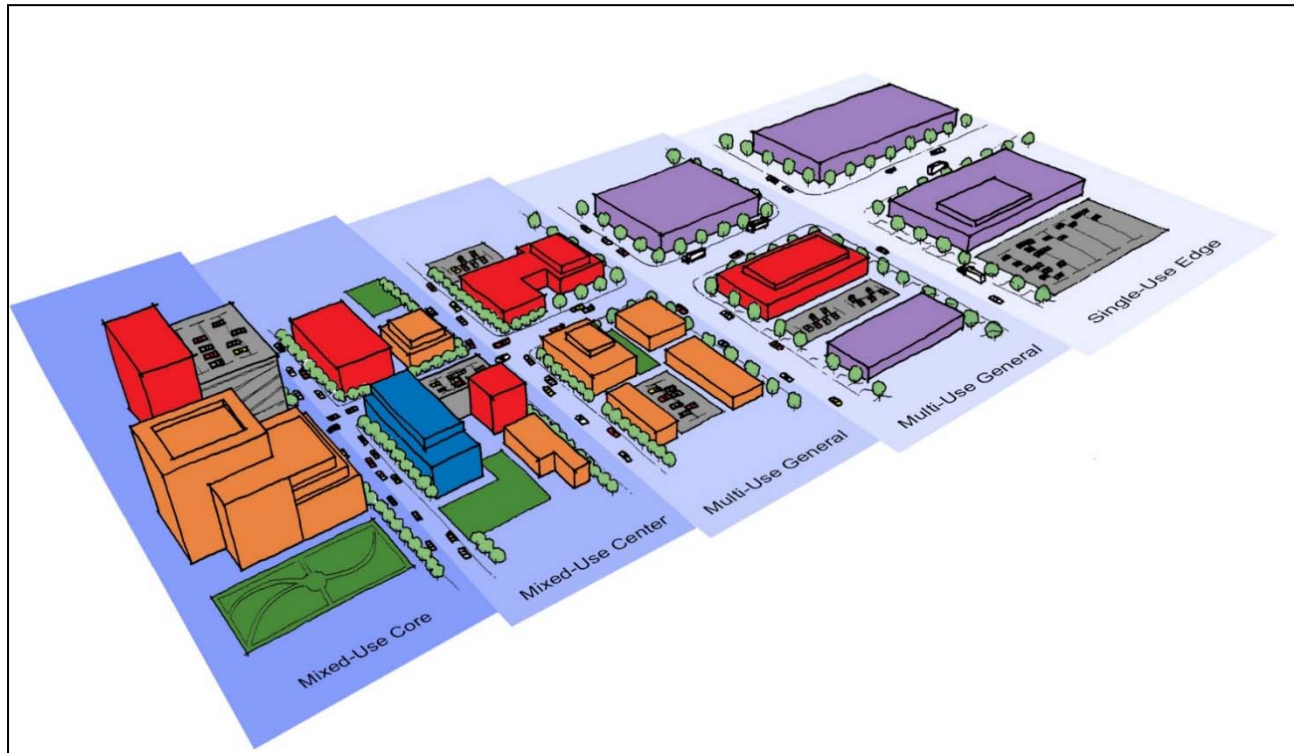 Mixed-Use Core
Mixed-Use Center
Multi-Use General
Multi-Use General
Single-Use Edge